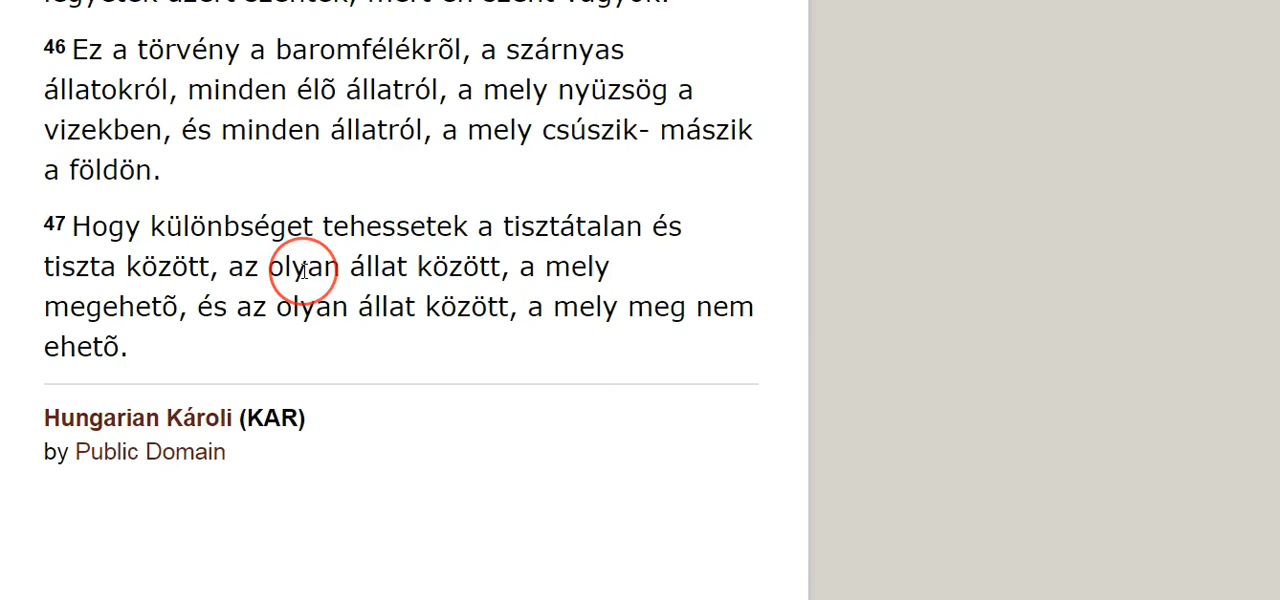 46 Ez a törvény a baromfélékrõl, a szárnyas
állatokról, minden élõ állatról, a mely nyüzsög a
vizekben, és minden állatról, a mely csúszik- mászik
a földön.
47 Hogy különbséget tehessetek a tisztátalan és
tiszta között, az olyan állat között, a mely
megehetõ, és az olyan állat között, a mely meg nem
ehetõ.
Hungarian Károli (KAR)
by Public Domain